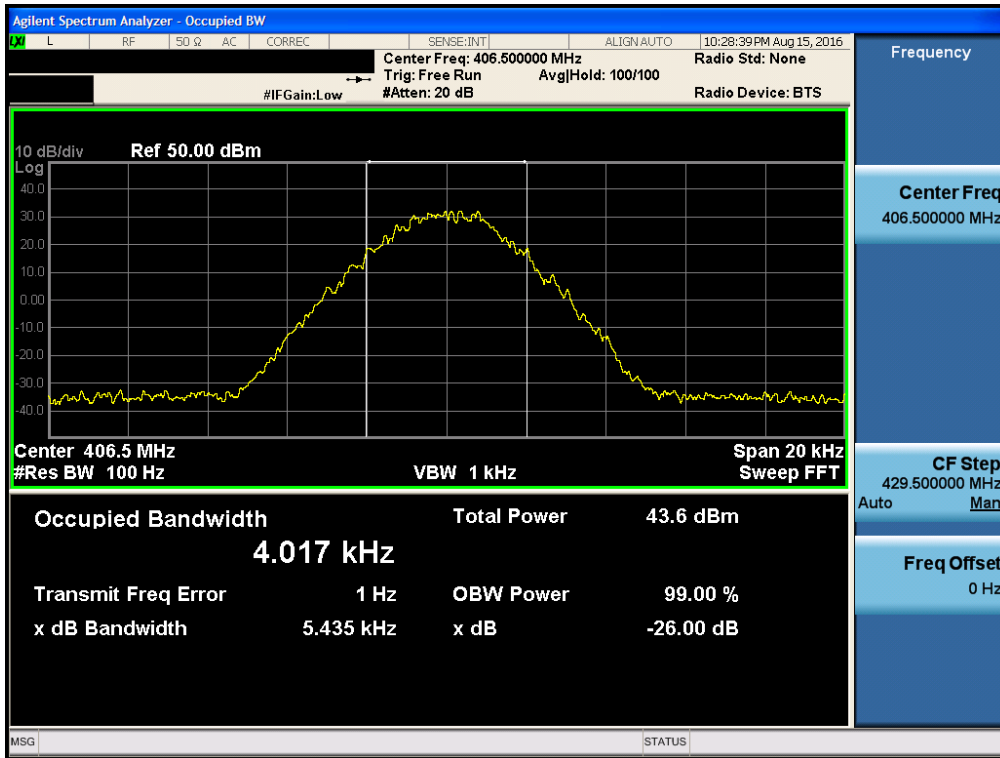 Agilent Spectrum Analyzer - Occupied BW
LXI L RF 50 Ω AC CORREC SENSE:INT ALIGN AUTO 10:28:39 PM Aug 15, 2016
Center Freq: 406.500000 MHz Radio Std: None
Trig: Free Run Avg|Hold: 100/100
#IFGain:Low #Atten: 20 dB Radio Device: BTS
10 dB/div Ref 50.00 dBm
Log
40.0
30.0
20.0
10.0
0.00
-10.0
-20.0
-30.0
-40.0
Center 406.5 MHz Span 20 kHz
#Res BW 100 Hz VBW 1 kHz Sweep FFT
Occupied Bandwidth Total Power 43.6 dBm
4.017 kHz
Transmit Freq Error 1 Hz OBW Power 99.00 %
x dB Bandwidth 5.435 kHz x dB -26.00 dB
MSG STATUS
Frequency
Center Freq
406.500000 MHz
CF Step
429.500000 MHz
Auto Man
Freq Offset
0 Hz